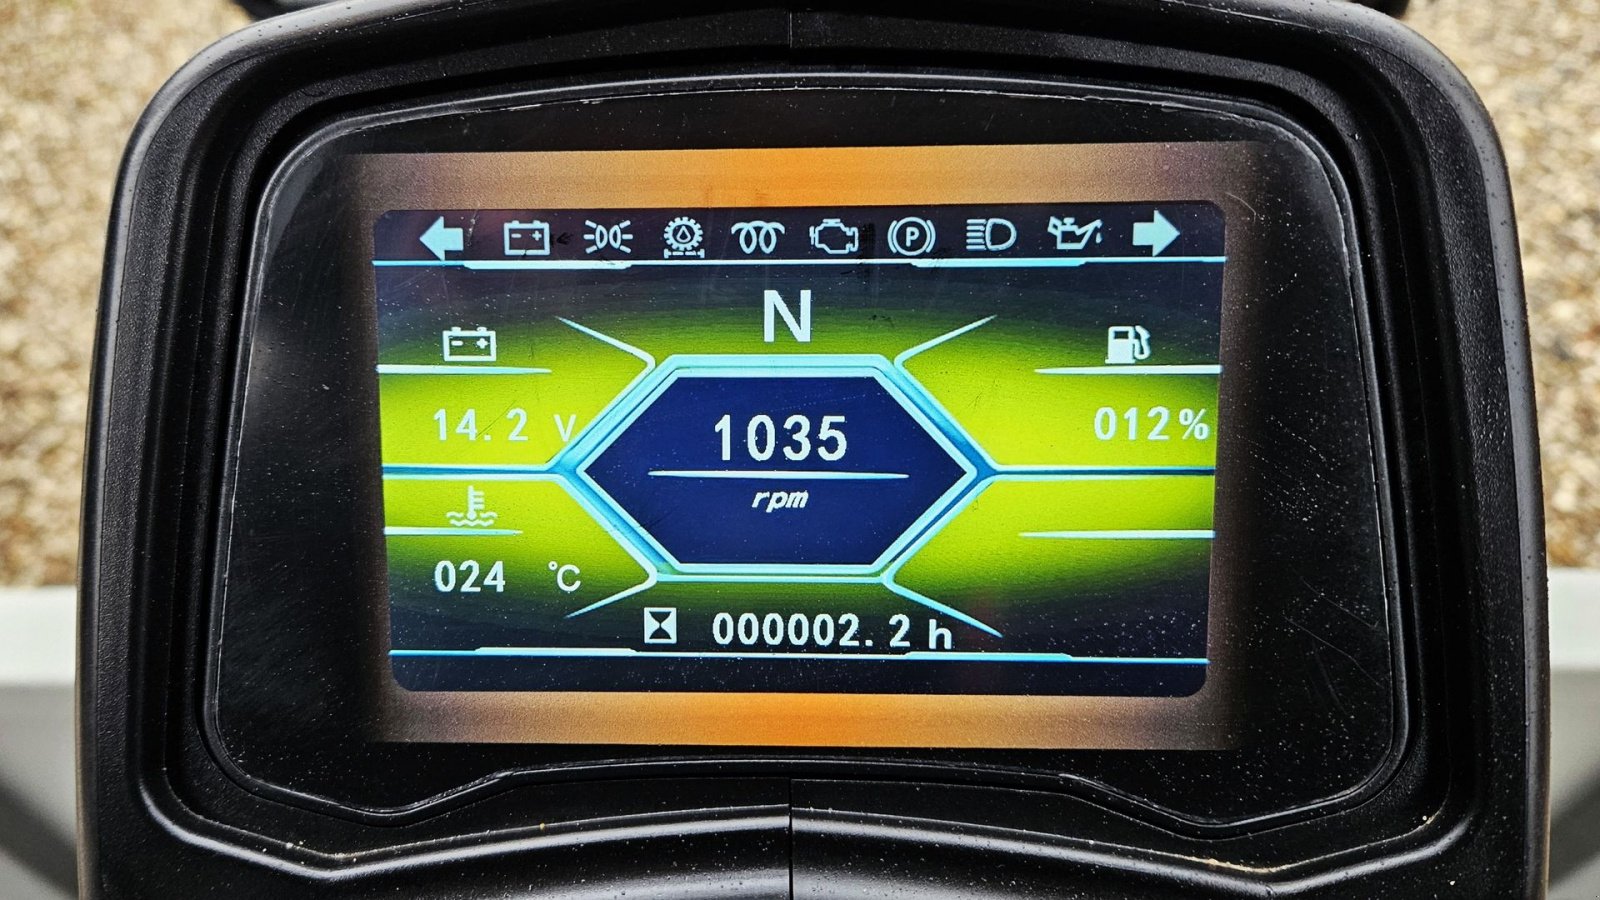 P
N
14.2 V
012%
1035
rpm
024 ℃
000002.2 h